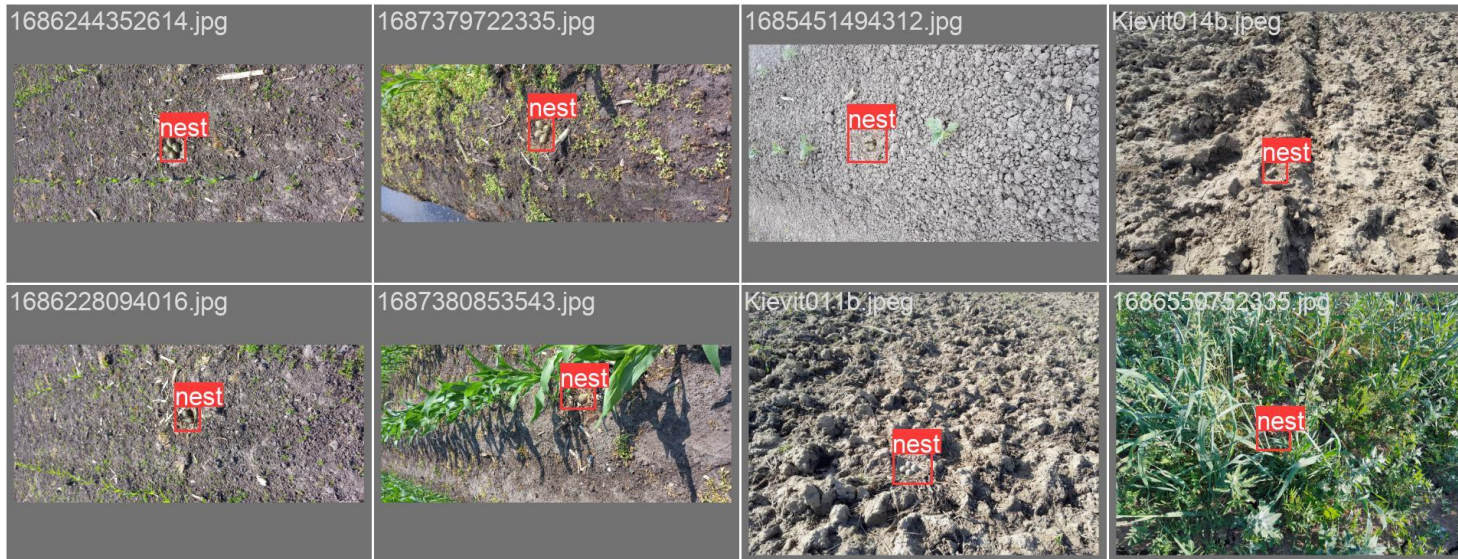 1686244352614.jpg
nest
1687379722335.jpg
nest
1685451494312.jpg
nest
Kievit014b.jpeg
nest
1686228094016.jpg
nest
1687380853543.jpg
nest
Kievit011b.jpeg
nest
1686550752335.jpg
nest